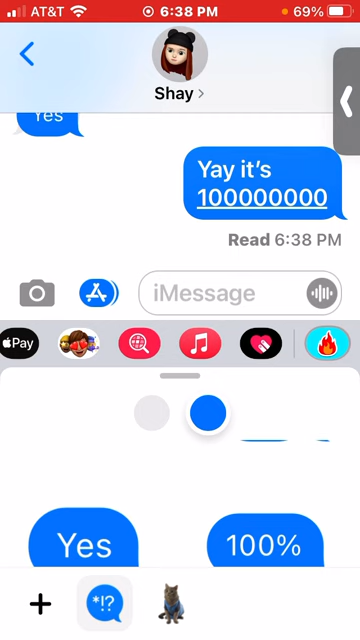 AT&T 6:38 PM 69%
Shay
Yes
Yay it's
100000000
Read 6:38 PM
iMessage
Pay
Yes
100%
*!?